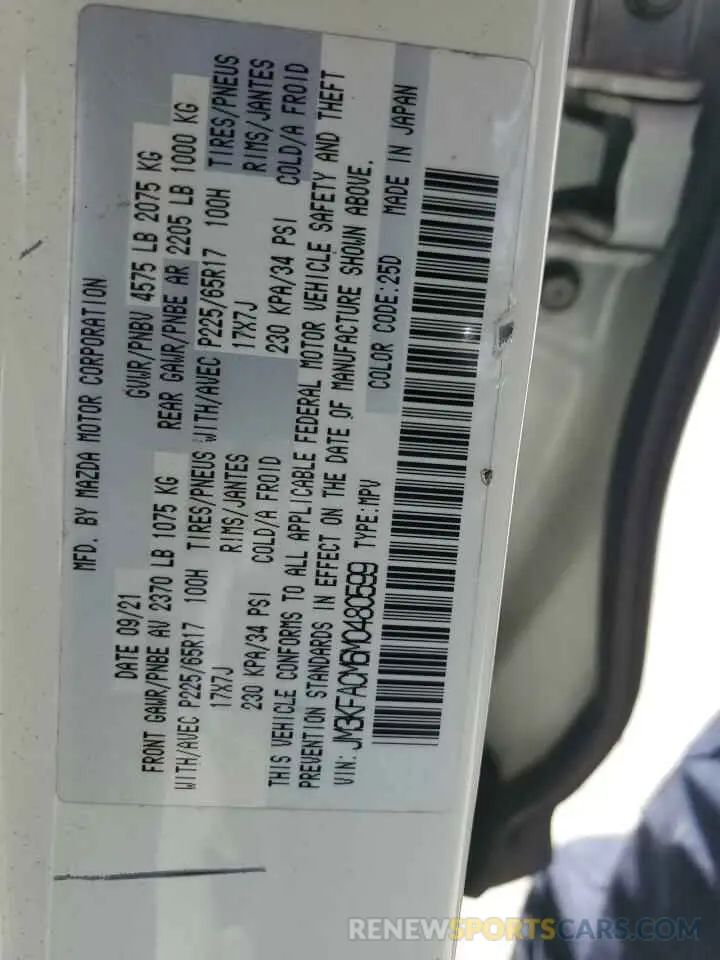 MFD. BY MAZDA MOTOR CORPORATION
DATE 09/21 GVWR/PNBV 4575 LB 2075 KG
FRONT GAWR/PNBE AV 2370 LB 1075 KG REAR GAWR/PNBE AR 2205 LB 1000 KG
WITH/AVEC P225/65R17 100H TIRES/PNEUS WITH/AVEC P225/65R17 100H TIRES/PNEUS
17X7J RIMS/JANTES 17X7J RIMS/JANTES
230 KPA/34 PSI COLD/A FROID 230 KPA/34 PSI COLD/A FROID
THIS VEHICLE CONFORMS TO ALL APPLICABLE FEDERAL MOTOR VEHICLE SAFETY AND THEFT
PREVENTION STANDARDS IN EFFECT ON THE DATE OF MANUFACTURE SHOWN ABOVE.
VIN: JM3KFACM6M0480599 TYPE:MPV COLOR CODE:25D MADE IN JAPAN
RENEWSPORTSCARS.COM